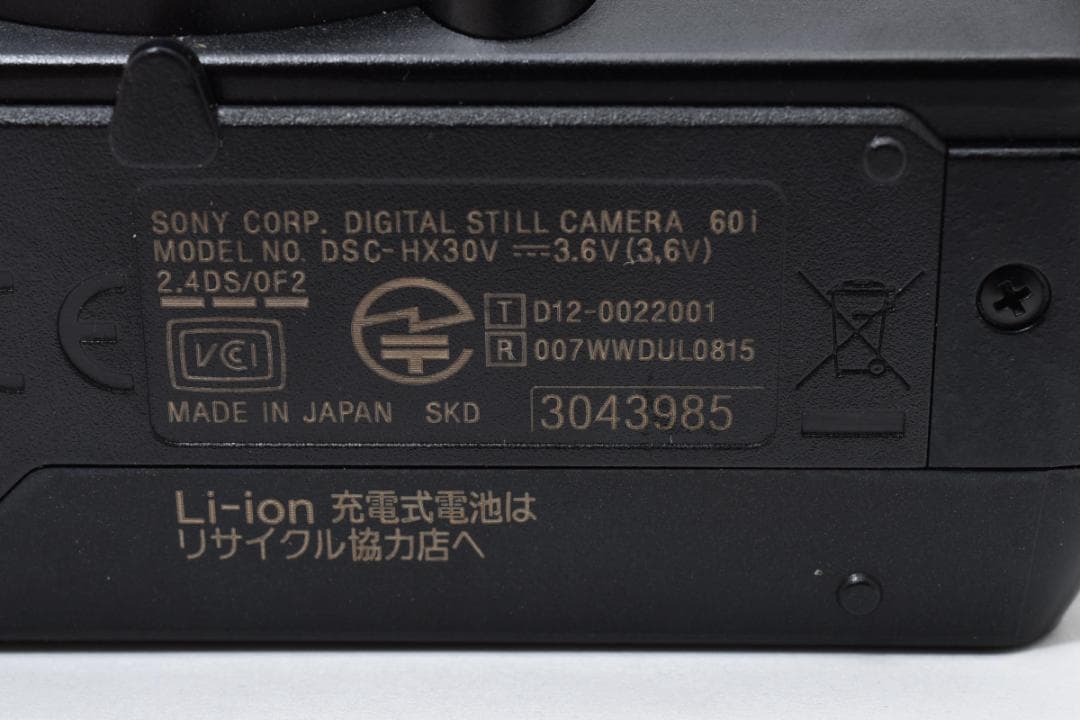 SONY CORP. DIGITAL STILL CAMERA 60i
MODEL NO. DSC-HX30V ⎓3.6V(3,6V)
2.4DS/OF2
CE
VCCI
T D12-0022001
R 007WWDUL0815
MADE IN JAPAN SKD
3043985
Li-ion 充電式電池は
リサイクル協力店へ